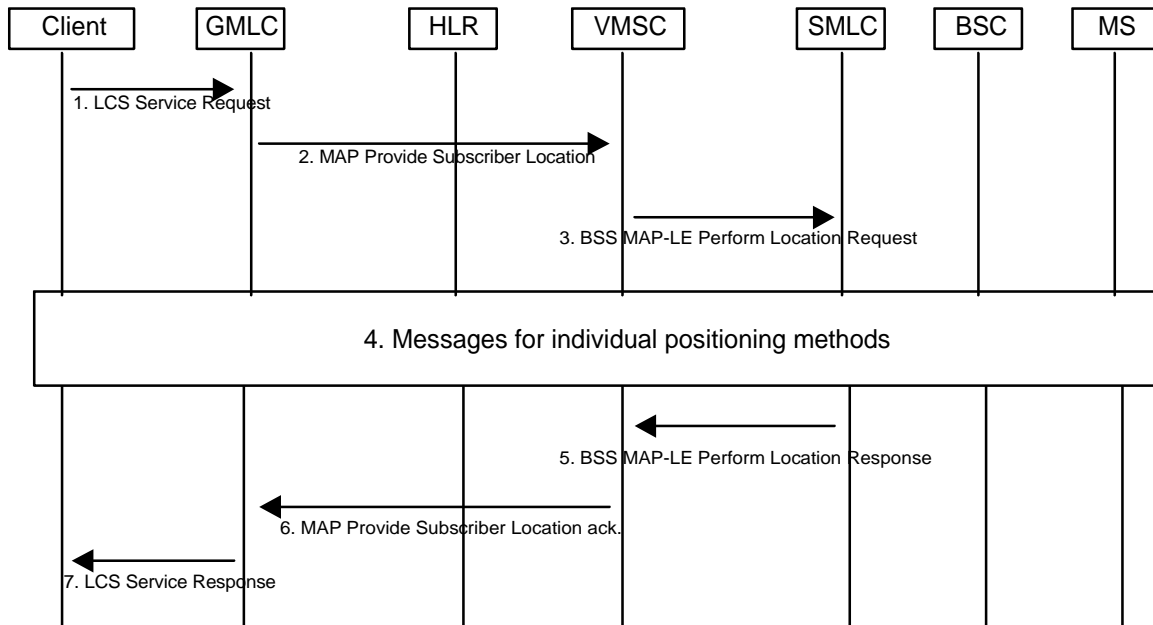 Client GMLC HLR VMSC SMLC BSC MS
1. LCS Service Request
2. MAP Provide Subscriber Location
3. BSS MAP-LE Perform Location Request
4. Messages for individual positioning methods
5. BSS MAP-LE Perform Location Response
6. MAP Provide Subscriber Location ack.
7. LCS Service Response